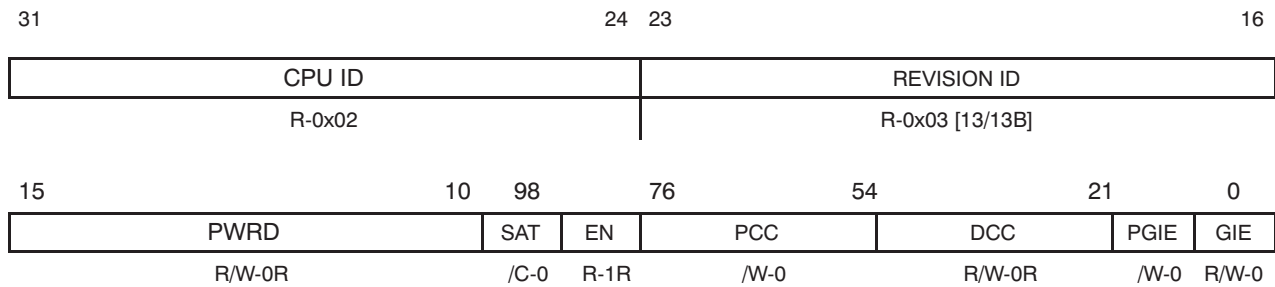 31 24 23 16
CPU ID REVISION ID
R-0x02 R-0x03 [13/13B]
15 10 98 76 54 21 0
PWRD SAT EN PCC DCC PGIE GIE
R/W-0R /C-0 R-1R /W-0 R/W-0R /W-0 R/W-0